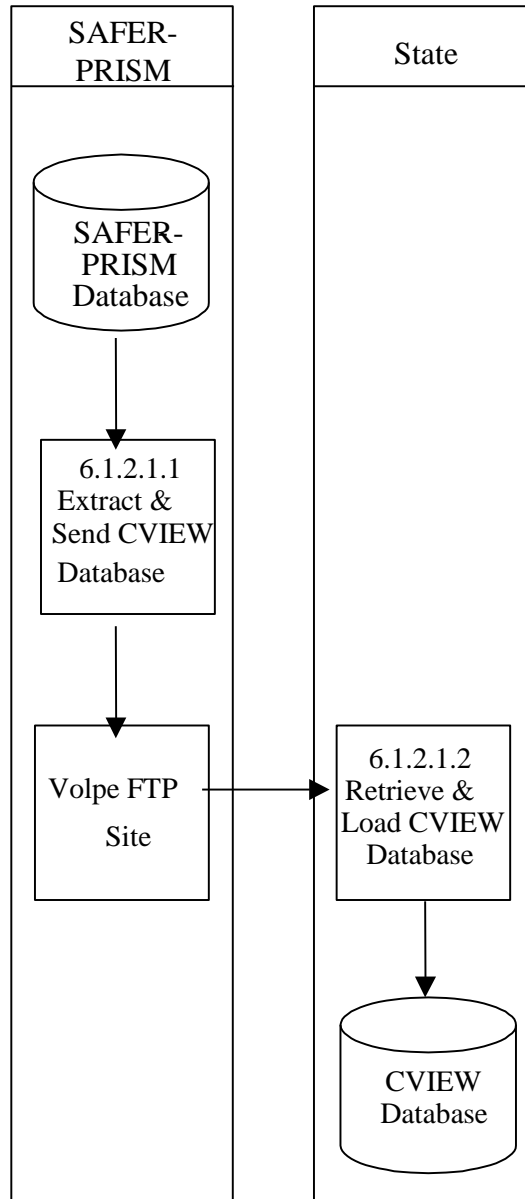 SAFER-
PRISM
State
SAFER-
PRISM
Database
6.1.2.1.1
Extract &
Send CVIEW
Database
Volpe FTP
Site
6.1.2.1.2
Retrieve &
Load CVIEW
Database
CVIEW
Database